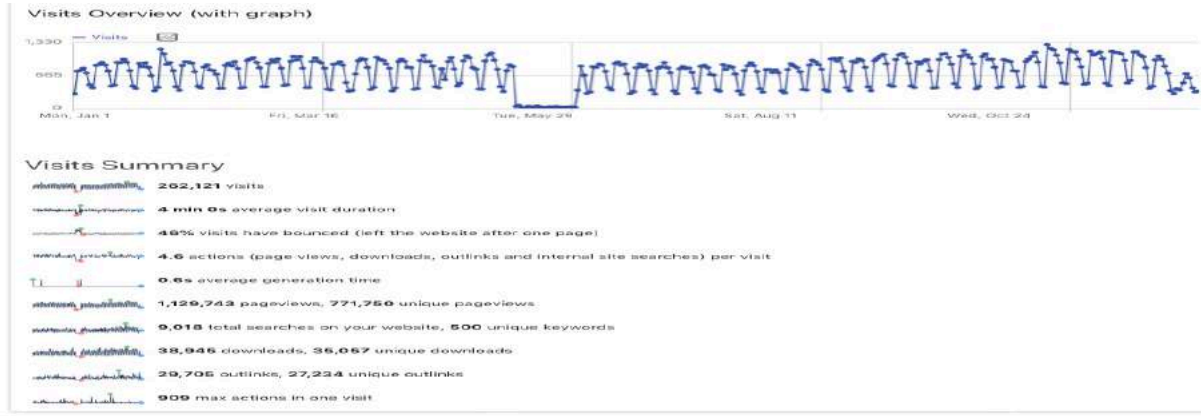 Visits Overview (with graph)
Visits
1,330
665
0
Mon, Jan 1
Fri, Mar 16
Tue, May 29
Sat, Aug 11
Wed, Oct 24
Visits Summary
262,121 visits
4 min 0s average visit duration
46% visits have bounced (left the website after one page)
4.6 actions (page views, downloads, outlinks and internal site searches) per visit
0.6s average generation time
1,129,743 pageviews, 771,750 unique pageviews
9,018 total searches on your website, 500 unique keywords
38,945 downloads, 35,057 unique downloads
29,705 outlinks, 27,234 unique outlinks
909 max actions in one visit